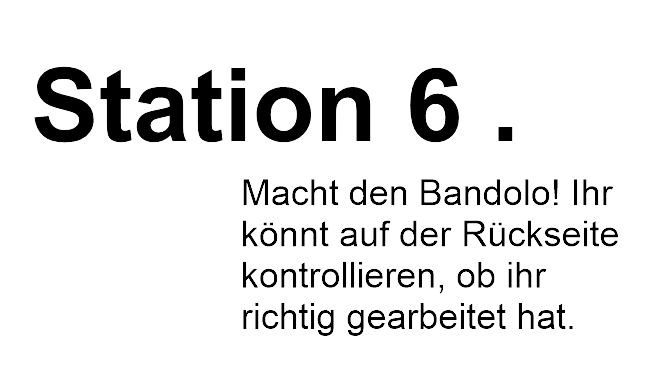 Station 6 .
Macht den Bandolo! Ihr
könnt auf der Rückseite
kontrollieren, ob ihr
richtig gearbeitet hat.